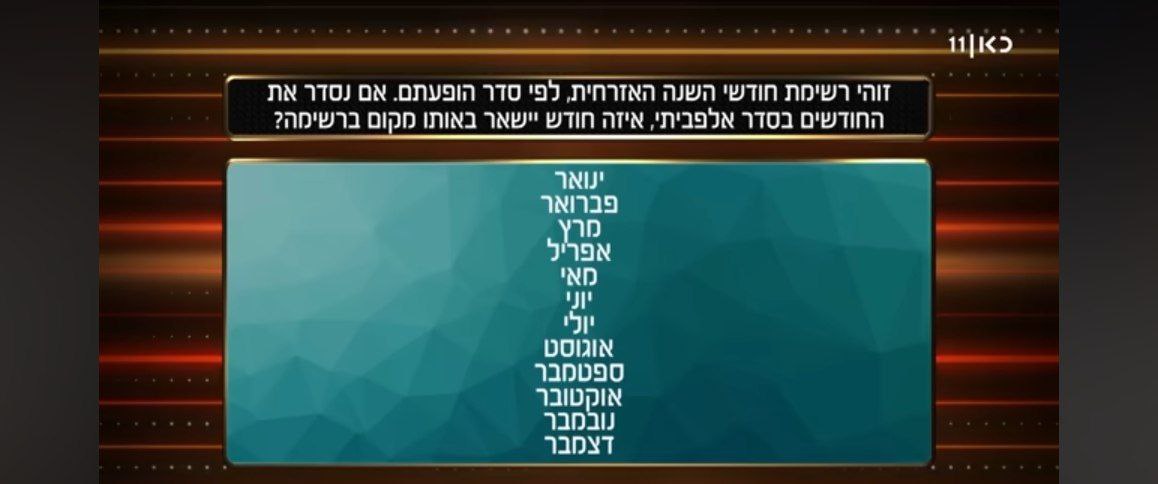 כאן 11
זוהי רשימת חודשי השנה האזרחית, לפי סדר הופעתם. אם נסדר את
החודשים בסדר אלפביתי, איזה חודש יישאר באותו מקום ברשימה?
ינואר
פברואר
מרץ
אפריל
מאי
יוני
יולי
אוגוסט
ספטמבר
אוקטובר
נובמבר
דצמבר